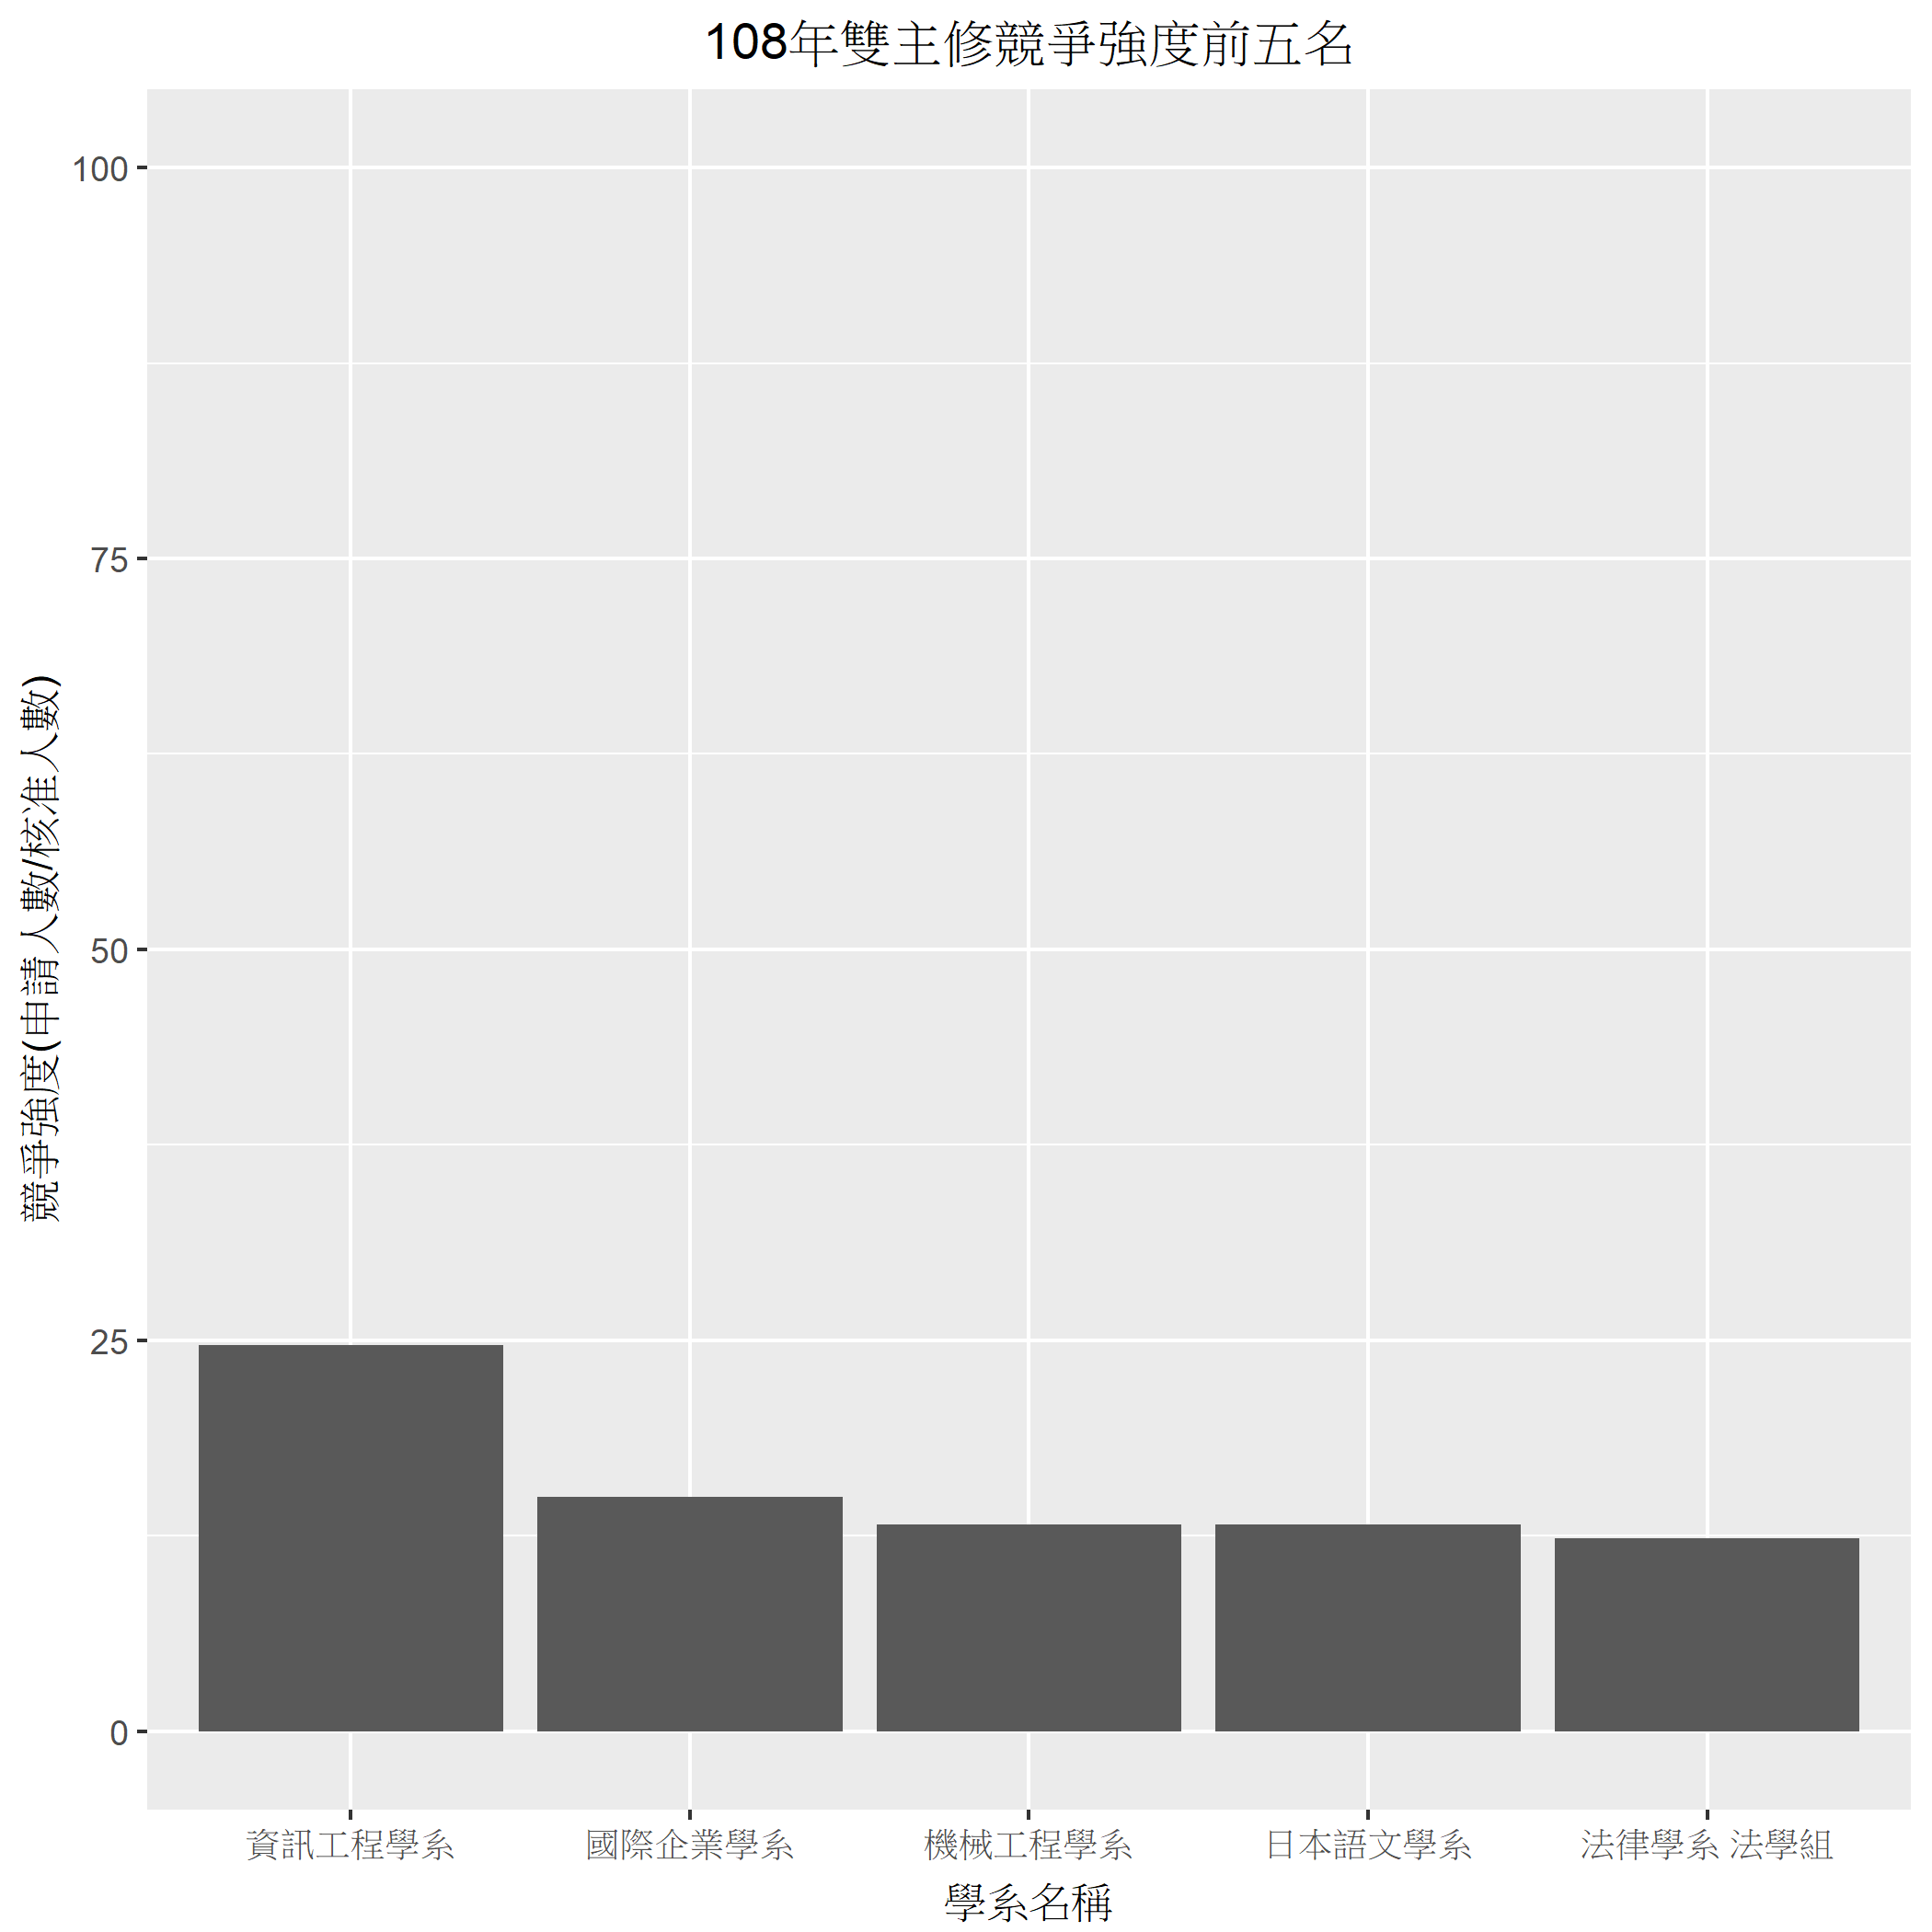 108年雙主修競爭強度前五名
競爭強度(申請人數/核准人數)
100
75
50
25
0
資訊工程學系
國際企業學系
機械工程學系
日本語文學系
法律學系 法學組
學系名稱